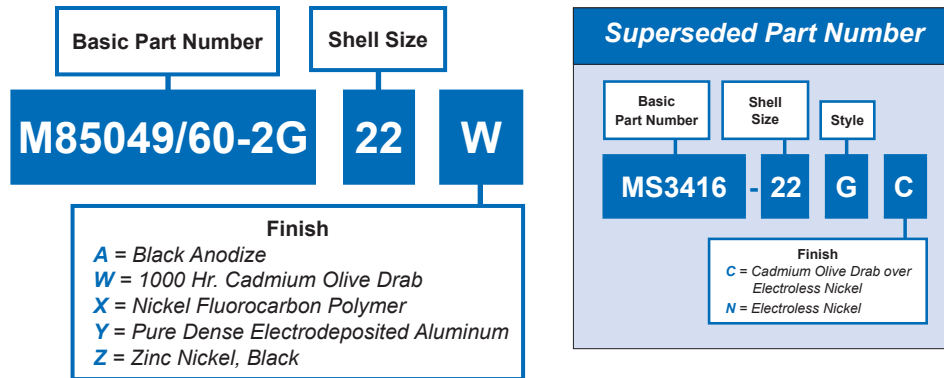 Basic Part Number
Shell Size
M85049/60-2G
22
W
Finish
A = Black Anodize
W = 1000 Hr. Cadmium Olive Drab
X = Nickel Fluorocarbon Polymer
Y = Pure Dense Electrodeposited Aluminum
Z = Zinc Nickel, Black
Superseded Part Number
Basic
Part Number
Shell
Size
Style
MS3416 - 22 G C
Finish
C = Cadmium Olive Drab over
Electroless Nickel
N = Electroless Nickel